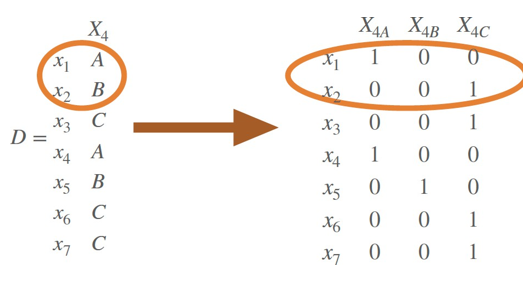 X4
x1 A
x2 B
x3 C
D =
x4 A
x5 B
x6 C
x7 C
X4A X4B X4C
x1 1 0 0
x2 0 0 1
x3 0 0 1
x4 1 0 0
x5 0 1 0
x6 0 0 1
x7 0 0 1